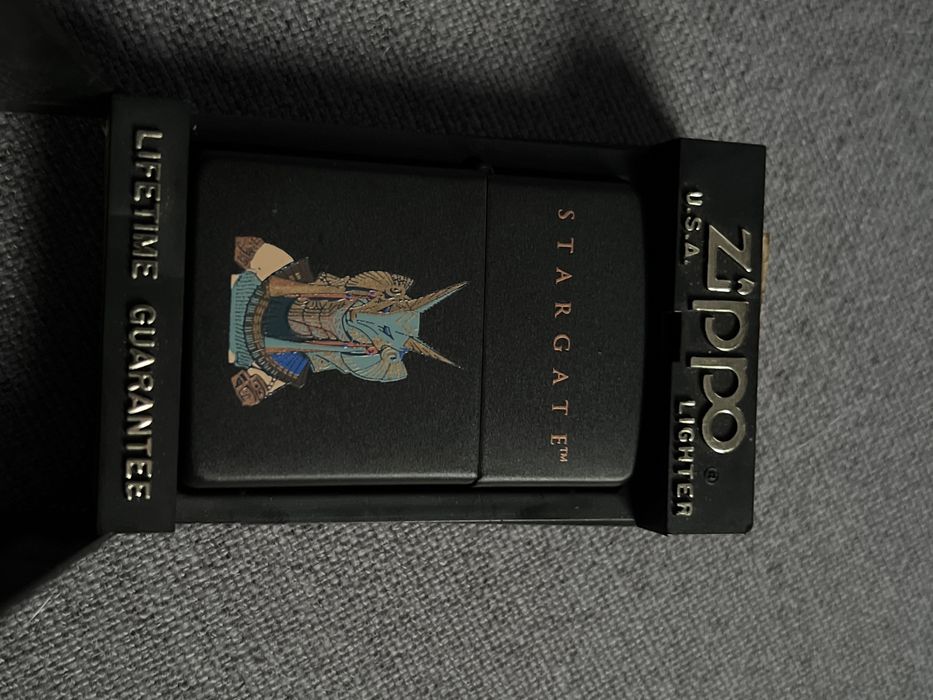 Zippo®
U.S.A. LIGHTER
STARGATE™
LIFETIME GUARANTEE